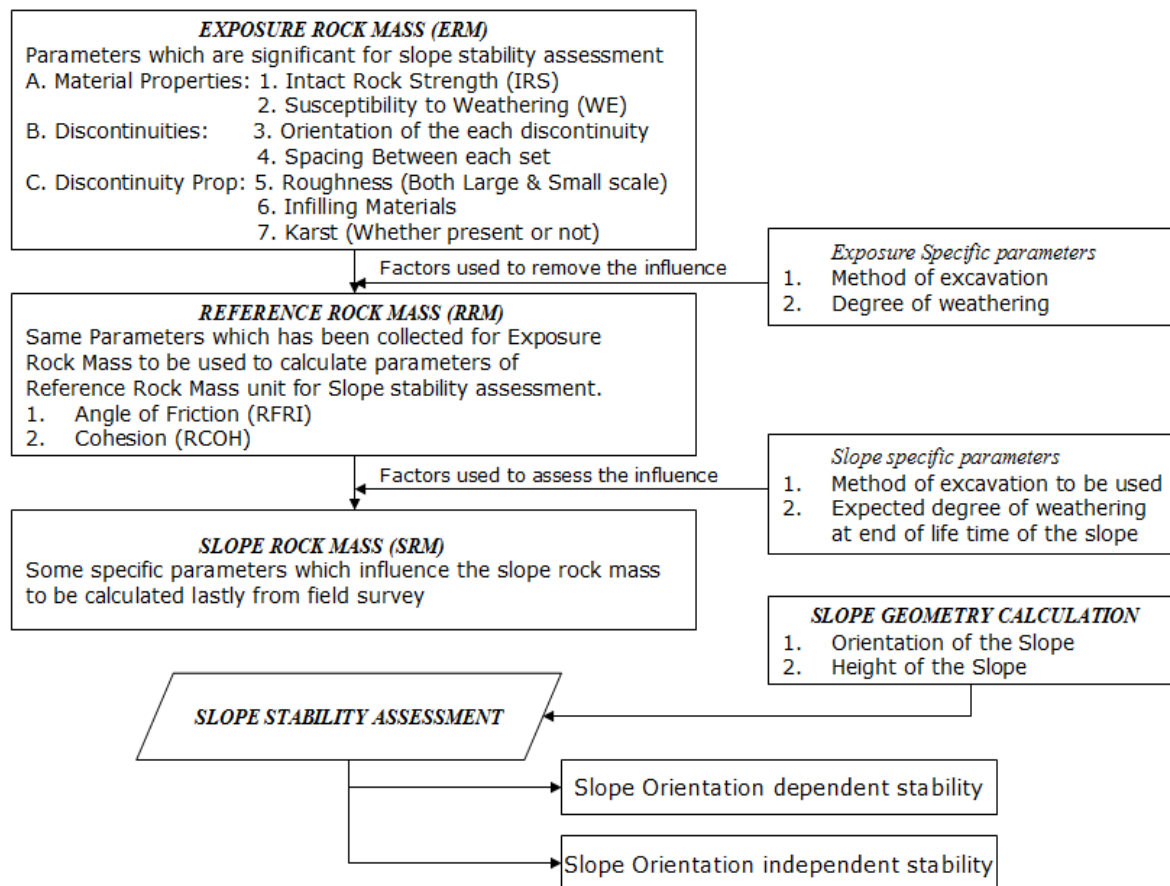 EXPOSURE ROCK MASS (ERM)
Parameters which are significant for slope stability assessment
A. Material Properties: 1. Intact Rock Strength (IRS)
2. Susceptibility to Weathering (WE)
B. Discontinuities: 3. Orientation of the each discontinuity
4. Spacing Between each set
C. Discontinuity Prop: 5. Roughness (Both Large & Small scale)
6. Infilling Materials
7. Karst (Whether present or not)
Factors used to remove the influence
Exposure Specific parameters
1. Method of excavation
2. Degree of weathering
REFERENCE ROCK MASS (RRM)
Same Parameters which has been collected for Exposure
Rock Mass to be used to calculate parameters of
Reference Rock Mass unit for Slope stability assessment.
1. Angle of Friction (RFRI)
2. Cohesion (RCOH)
Factors used to assess the influence
Slope specific parameters
1. Method of excavation to be used
2. Expected degree of weathering
at end of life time of the slope
SLOPE ROCK MASS (SRM)
Some specific parameters which influence the slope rock mass
to be calculated lastly from field survey
SLOPE GEOMETRY CALCULATION
1. Orientation of the Slope
2. Height of the Slope
SLOPE STABILITY ASSESSMENT
Slope Orientation dependent stability
Slope Orientation independent stability